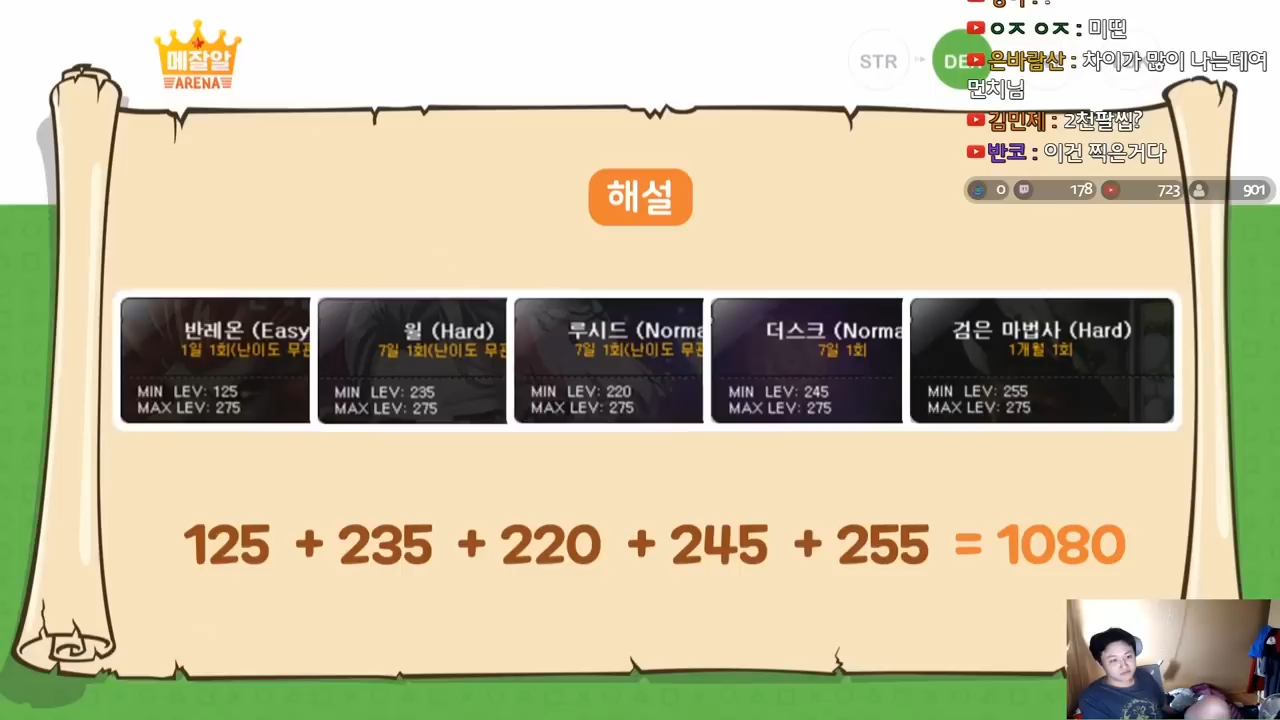 메잘알
ARENA
STR
DEX
ㅇㅈ ㅇㅈ : 미띤
은바람산 : 차이가 많이 나는데여
먼치님
김민제 : 2천팔씹?
반코 : 이건 찍은거다
0 178 723 901
해설
반레온 (Easy
1일 1회(난이도 무관
MIN LEV: 125
MAX LEV: 275
윌 (Hard)
7일 1회(난이도 무관
MIN LEV: 235
MAX LEV: 275
루시드 (Norma
7일 1회(난이도 무관
MIN LEV: 220
MAX LEV: 275
더스크 (Norma
7일 1회
MIN LEV: 245
MAX LEV: 275
검은 마법사 (Hard)
1개월 1회
MIN LEV: 255
MAX LEV: 275
125 + 235 + 220 + 245 + 255 = 1080